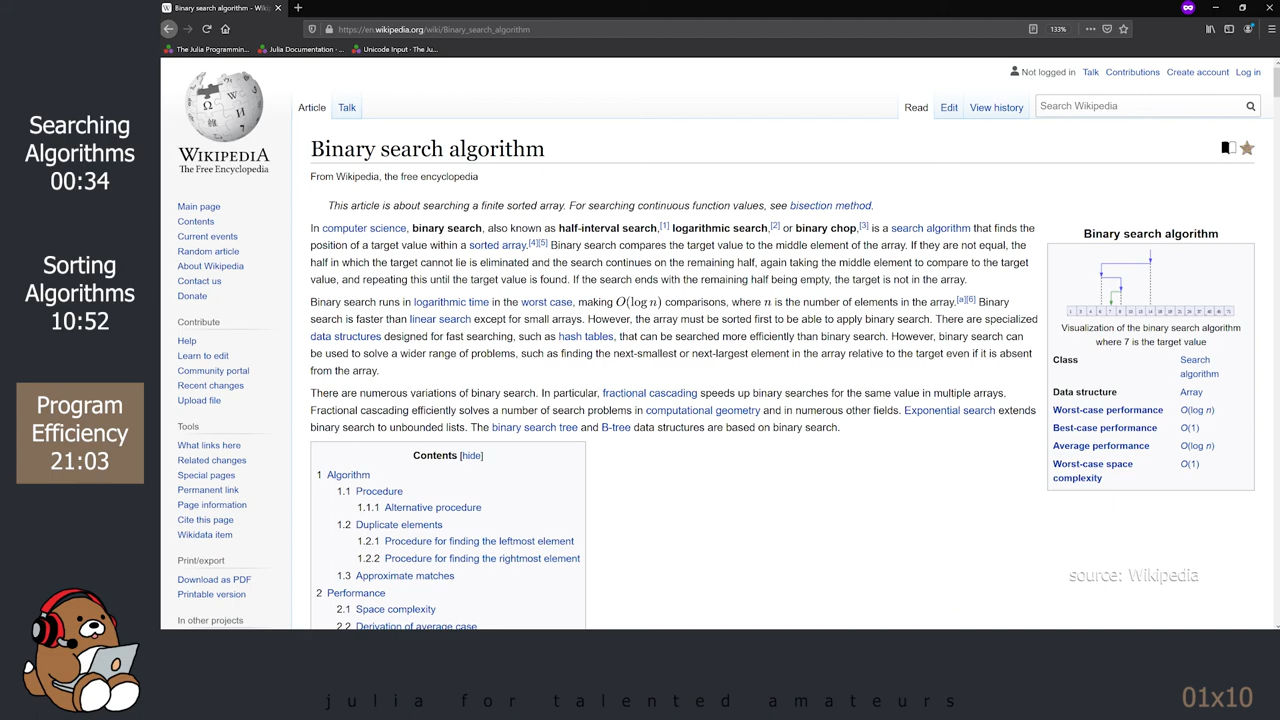 Binary search algorithm - Wiki
https://en.wikipedia.org/wiki/Binary_search_algorithm
133%
The Julia Programmin...
Julia Documentation - ...
Unicode Input · The Ju...
Searching
Algorithms
00:34
Sorting
Algorithms
10:52
Program
Efficiency
21:03
WIKIPEDIA
The Free Encyclopedia
Main page
Contents
Current events
Random article
About Wikipedia
Contact us
Donate
Contribute
Help
Learn to edit
Community portal
Recent changes
Upload file
Tools
What links here
Related changes
Special pages
Permanent link
Page information
Cite this page
Wikidata item
Print/export
Download as PDF
Printable version
In other projects
Not logged in Talk Contributions Create account Log in
Article Talk
Read Edit View history
Search Wikipedia
Binary search algorithm
From Wikipedia, the free encyclopedia
This article is about searching a finite sorted array. For searching continuous function values, see bisection method.
In computer science, binary search, also known as half-interval search,[1] logarithmic search,[2] or binary chop,[3] is a search algorithm that finds the
position of a target value within a sorted array.[4][5] Binary search compares the target value to the middle element of the array. If they are not equal, the
half in which the target cannot lie is eliminated and the search continues on the remaining half, again taking the middle element to compare to the target
value, and repeating this until the target value is found. If the search ends with the remaining half being empty, the target is not in the array.
Binary search runs in logarithmic time in the worst case, making O(log n) comparisons, where n is the number of elements in the array.[a][6] Binary
search is faster than linear search except for small arrays. However, the array must be sorted first to be able to apply binary search. There are specialized
data structures designed for fast searching, such as hash tables, that can be searched more efficiently than binary search. However, binary search can
be used to solve a wider range of problems, such as finding the next-smallest or next-largest element in the array relative to the target even if it is absent
from the array.
There are numerous variations of binary search. In particular, fractional cascading speeds up binary searches for the same value in multiple arrays.
Fractional cascading efficiently solves a number of search problems in computational geometry and in numerous other fields. Exponential search extends
binary search to unbounded lists. The binary search tree and B-tree data structures are based on binary search.
Contents [hide]
1 Algorithm
1.1 Procedure
1.1.1 Alternative procedure
1.2 Duplicate elements
1.2.1 Procedure for finding the leftmost element
1.2.2 Procedure for finding the rightmost element
1.3 Approximate matches
2 Performance
2.1 Space complexity
2.2 Derivation of average case
Binary search algorithm
Visualization of the binary search algorithm
where 7 is the target value
Class Search
algorithm
Data structure Array
Worst-case performance O(log n)
Best-case performance O(1)
Average performance O(log n)
Worst-case space O(1)
complexity
source: Wikipedia
julia for talented amateurs
01x10